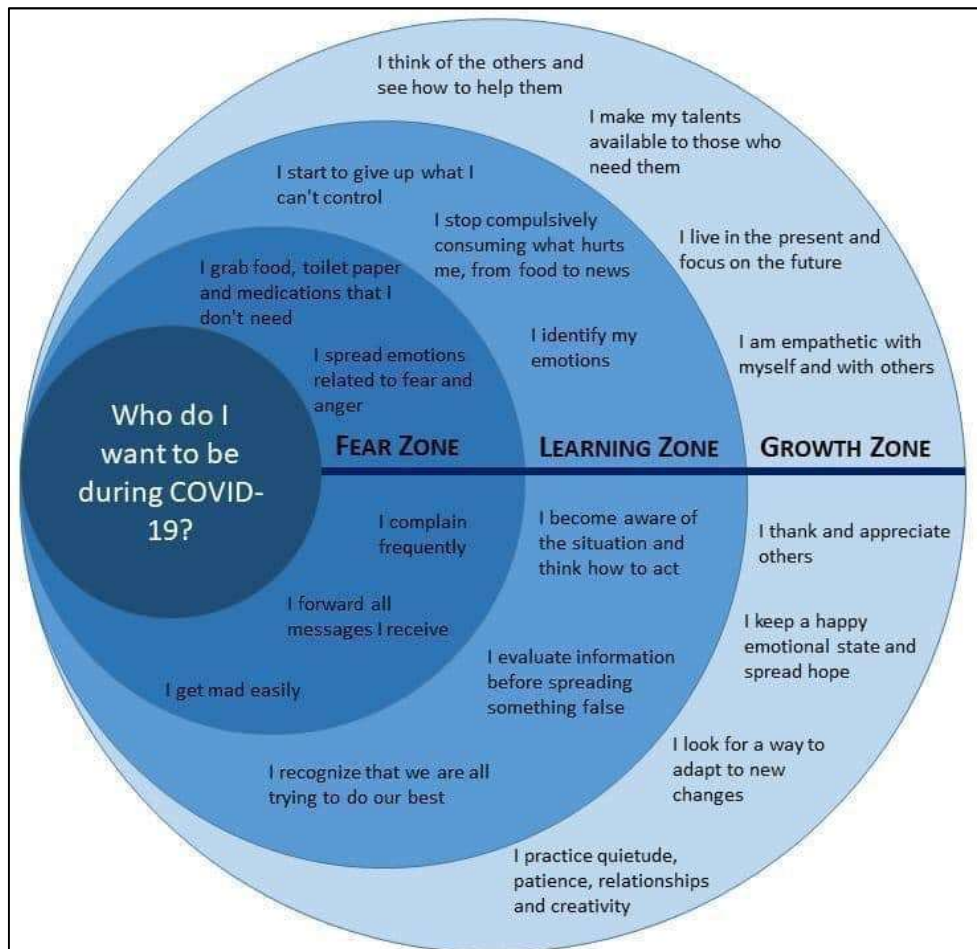 I think of the others and
see how to help them
I make my talents
available to those who
need them
I start to give up what I
can't control
I stop compulsively
consuming what hurts
me, from food to news
I live in the present and
focus on the future
I grab food, toilet paper
and medications that I
don't need
I identify my
emotions
I am empathetic with
myself and with others
I spread emotions
related to fear and
anger
Who do I
want to be
during COVID-
19?
FEAR ZONE
LEARNING ZONE
GROWTH ZONE
I complain
frequently
I become aware of
the situation and
think how to act
I thank and appreciate
others
I forward all
messages I receive
I keep a happy
emotional state and
spread hope
I evaluate information
before spreading
something false
I get mad easily
I look for a way to
adapt to new
changes
I recognize that we are all
trying to do our best
I practice quietude,
patience, relationships
and creativity